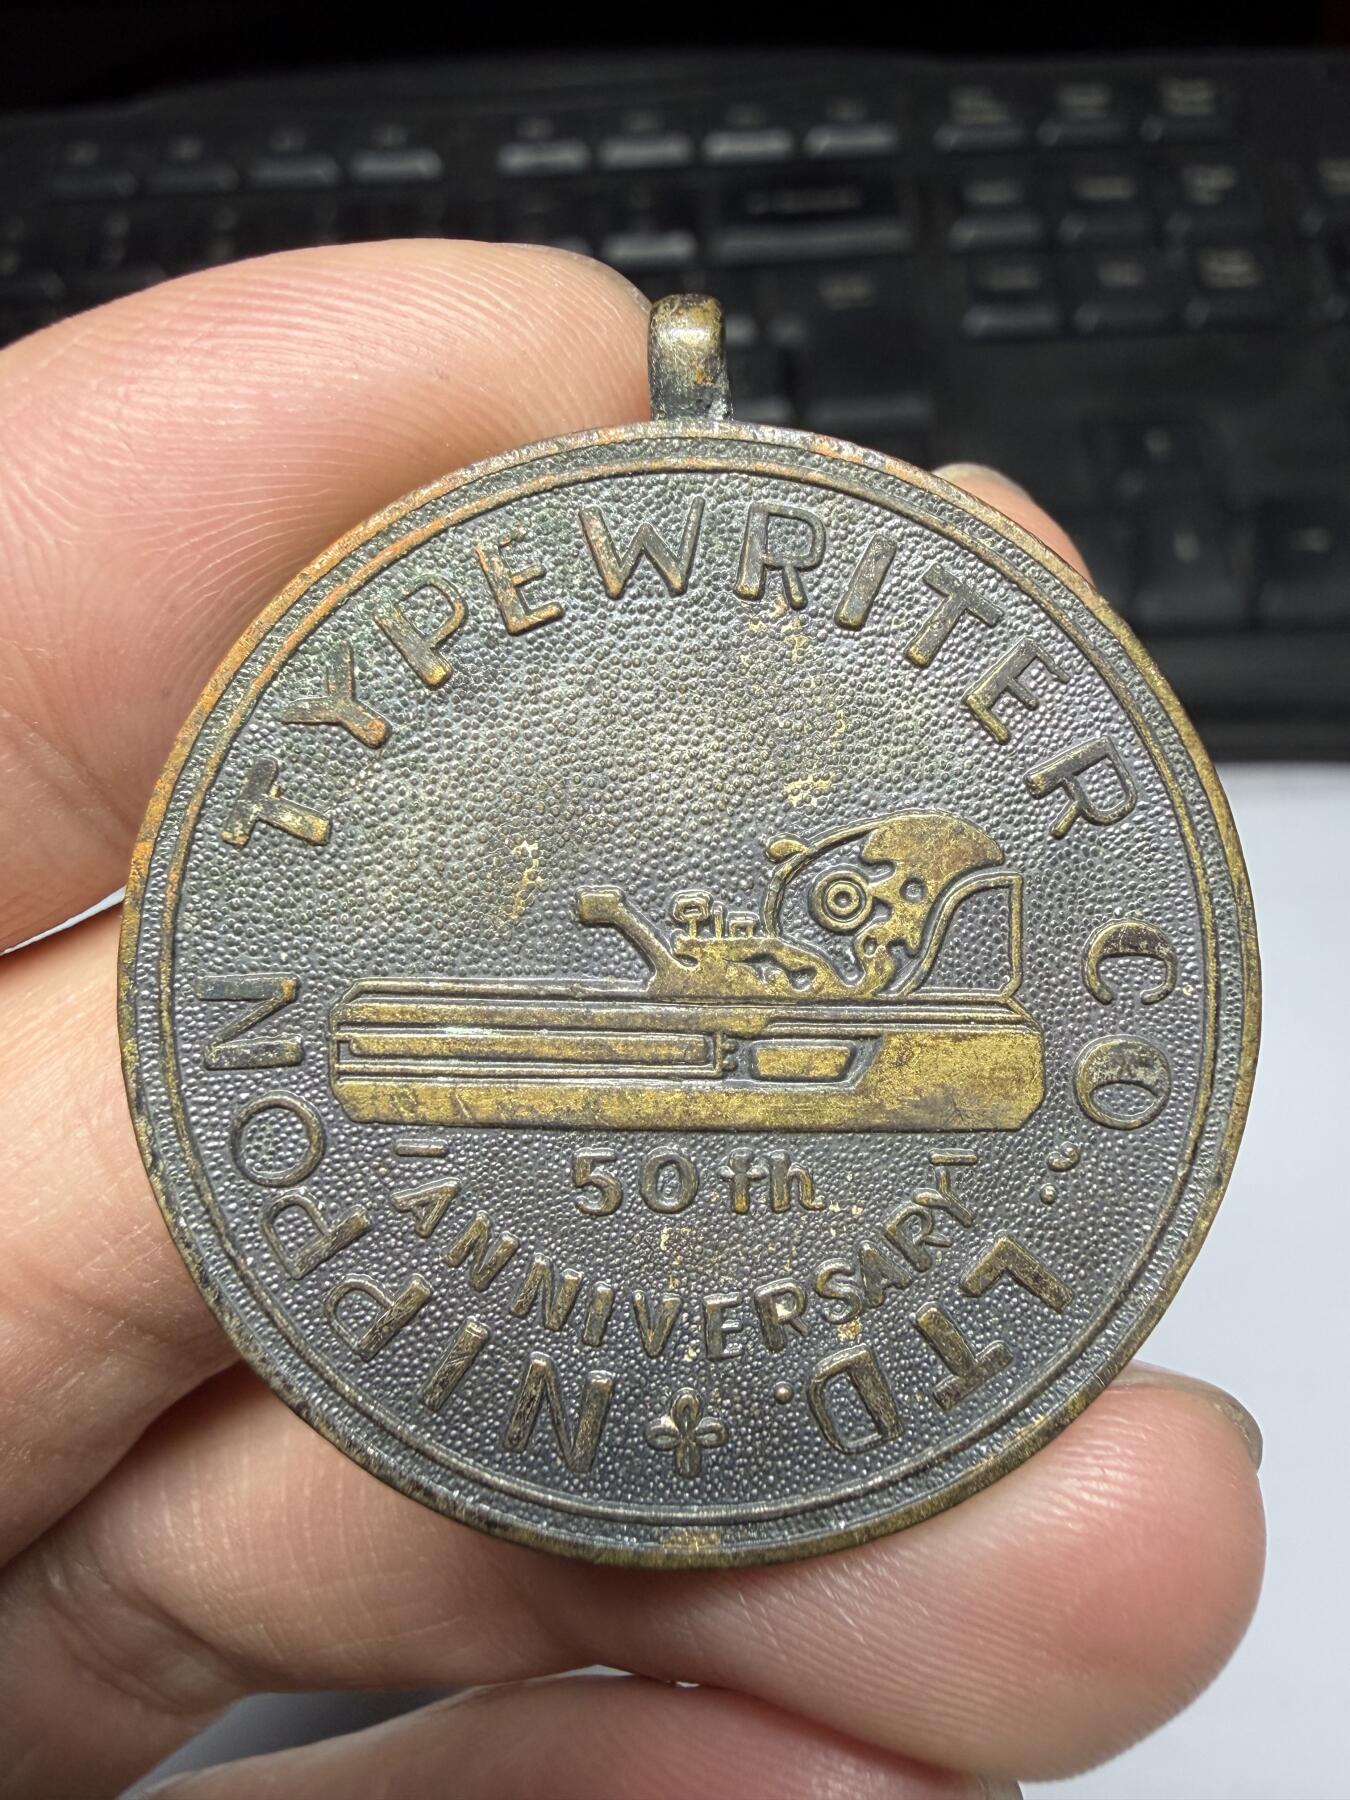 NIPPON TYPEWRITER CO., LTD.
50th
ANNIVERSARY